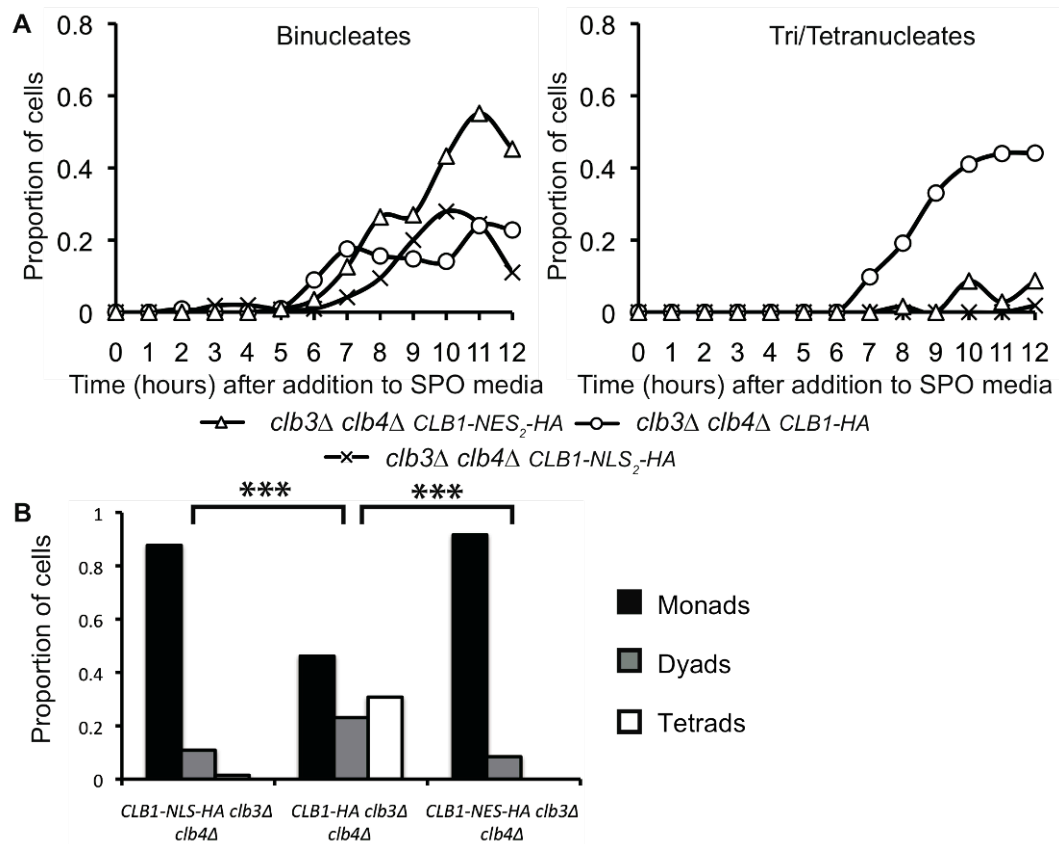 A
Binucleates
Tri/Tetranucleates
Proportion of cells
0.8
0.6
0.4
0.2
0
0 1 2 3 4 5 6 7 8 9 10 11 12
Time (hours) after addition to SPO media
Proportion of cells
0.8
0.6
0.4
0.2
0
0 1 2 3 4 5 6 7 8 9 10 11 12
Time (hours) after addition to SPO media
clb3Δ clb4Δ CLB1-NES₂-HA
clb3Δ clb4Δ CLB1-HA
clb3Δ clb4Δ CLB1-NLS₂-HA
B
***
***
Proportion of cells
1
0.8
0.6
0.4
0.2
0
CLB1-NLS-HA clb3Δ
clb4Δ
CLB1-HA clb3Δ
clb4Δ
CLB1-NES-HA clb3Δ
clb4Δ
Monads
Dyads
Tetrads